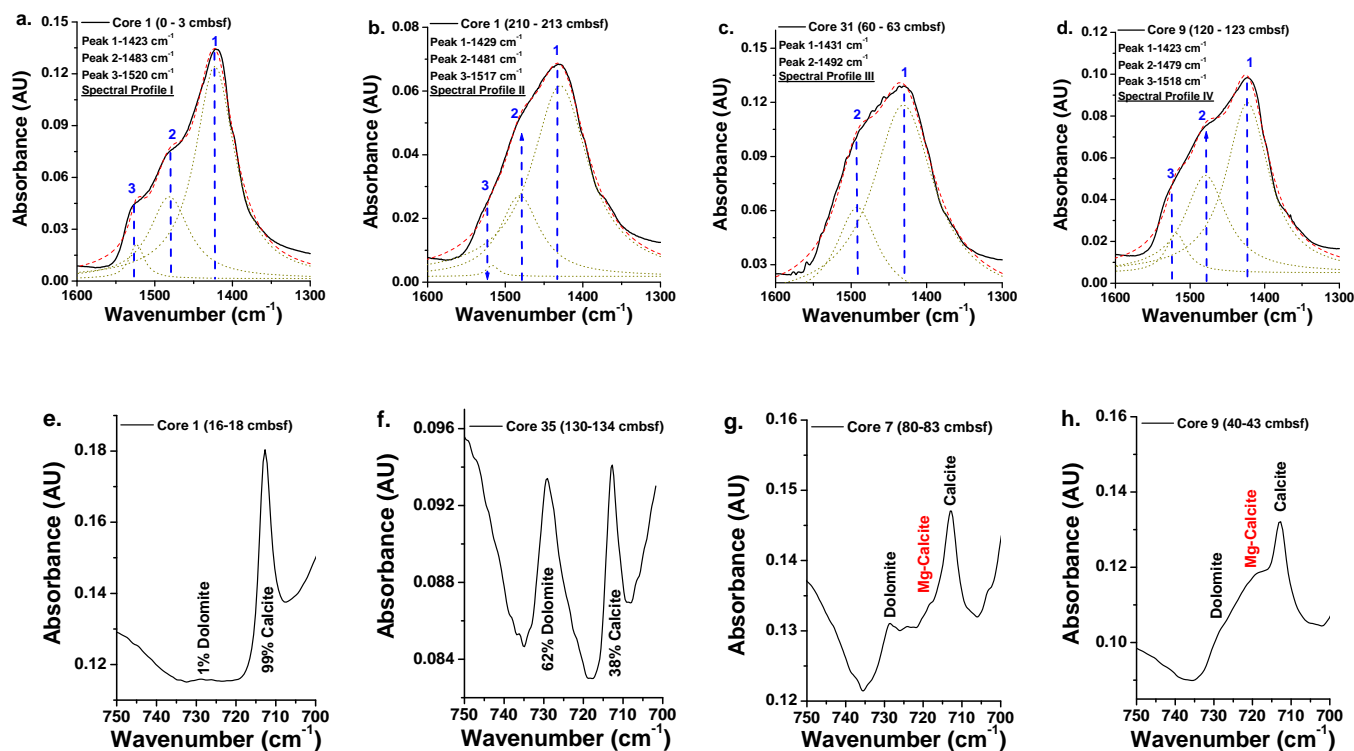 a.
Core 1 (0 - 3 cmbsf)
Peak 1-1423 cm⁻¹
Peak 2-1483 cm⁻¹
Peak 3-1520 cm⁻¹
Spectral Profile I
1
2
3
0.15
0.12
0.09
0.06
0.03
0.00
Absorbance (AU)
1600 1500 1400 1300
Wavenumber (cm⁻¹)
b.
Core 1 (210 - 213 cmbsf)
Peak 1-1429 cm⁻¹
Peak 2-1481 cm⁻¹
Peak 3-1517 cm⁻¹
Spectral Profile II
1
2
3
0.08
0.06
0.04
0.02
0.00
Absorbance (AU)
1600 1500 1400 1300
Wavenumber (cm⁻¹)
c.
Core 31 (60 - 63 cmbsf)
Peak 1-1431 cm⁻¹
Peak 2-1492 cm⁻¹
Spectral Profile III
1
2
0.15
0.12
0.09
0.06
0.03
Absorbance (AU)
1600 1500 1400 1300
Wavenumber (cm⁻¹)
d.
Core 9 (120 - 123 cmbsf)
Peak 1-1423 cm⁻¹
Peak 2-1479 cm⁻¹
Peak 3-1518 cm⁻¹
Spectral Profile IV
1
2
3
0.12
0.10
0.08
0.06
0.04
0.02
0.00
Absorbance (AU)
1600 1500 1400 1300
Wavenumber (cm⁻¹)
e.
Core 1 (16-18 cmbsf)
0.20
0.18
0.16
0.14
0.12
Absorbance (AU)
1% Dolomite
99% Calcite
750 740 730 720 710 700
Wavenumber (cm⁻¹)
f.
Core 35 (130-134 cmbsf)
0.096
0.092
0.088
0.084
Absorbance (AU)
62% Dolomite
38% Calcite
750 740 730 720 710 700
Wavenumber (cm⁻¹)
g.
Core 7 (80-83 cmbsf)
0.16
0.15
0.14
0.13
0.12
Absorbance (AU)
Dolomite
Mg-Calcite
Calcite
750 740 730 720 710 700
Wavenumber (cm⁻¹)
h.
Core 9 (40-43 cmbsf)
0.16
0.14
0.12
0.10
Absorbance (AU)
Dolomite
Mg-Calcite
Calcite
750 740 730 720 710 700
Wavenumber (cm⁻¹)